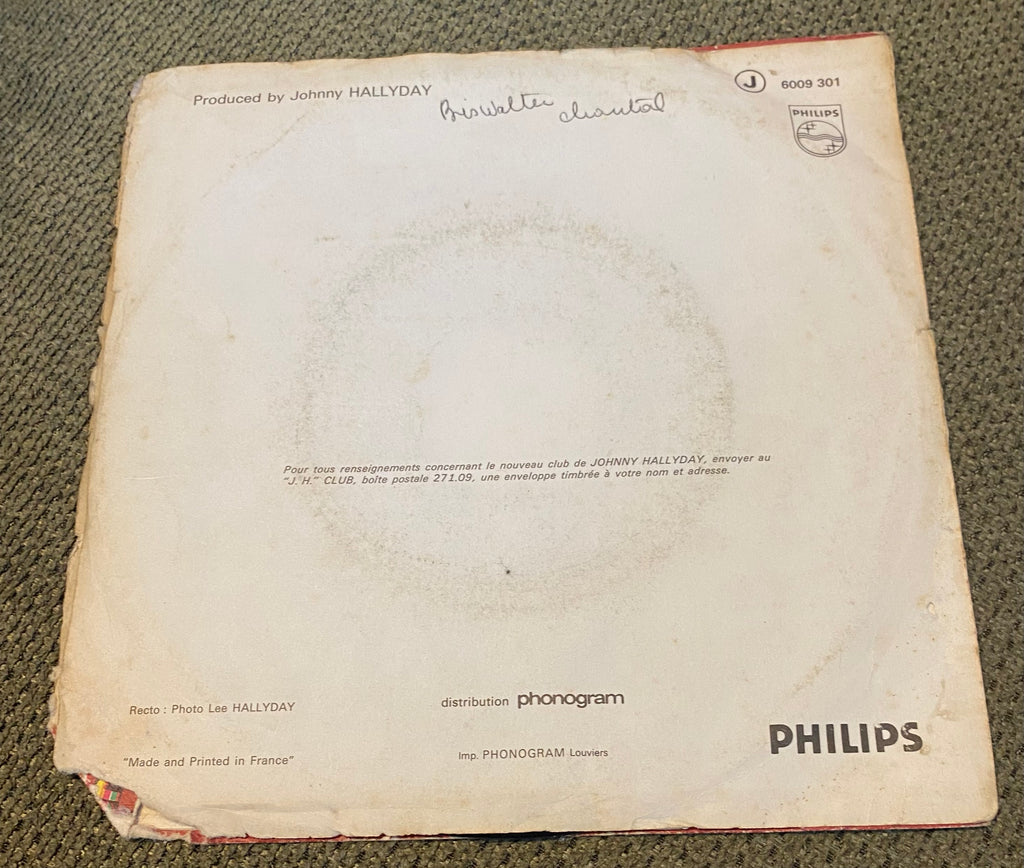 Produced by Johnny HALLYDAY
Biswalter chantal
J 6009 301
PHILIPS
Pour tous renseignements concernant le nouveau club de JOHNNY HALLYDAY, envoyer au
"J. H." CLUB, boîte postale 271.09, une enveloppe timbrée à votre nom et adresse.
Recto : Photo Lee HALLYDAY
distribution phonogram
"Made and Printed in France"
Imp. PHONOGRAM Louviers
PHILIPS